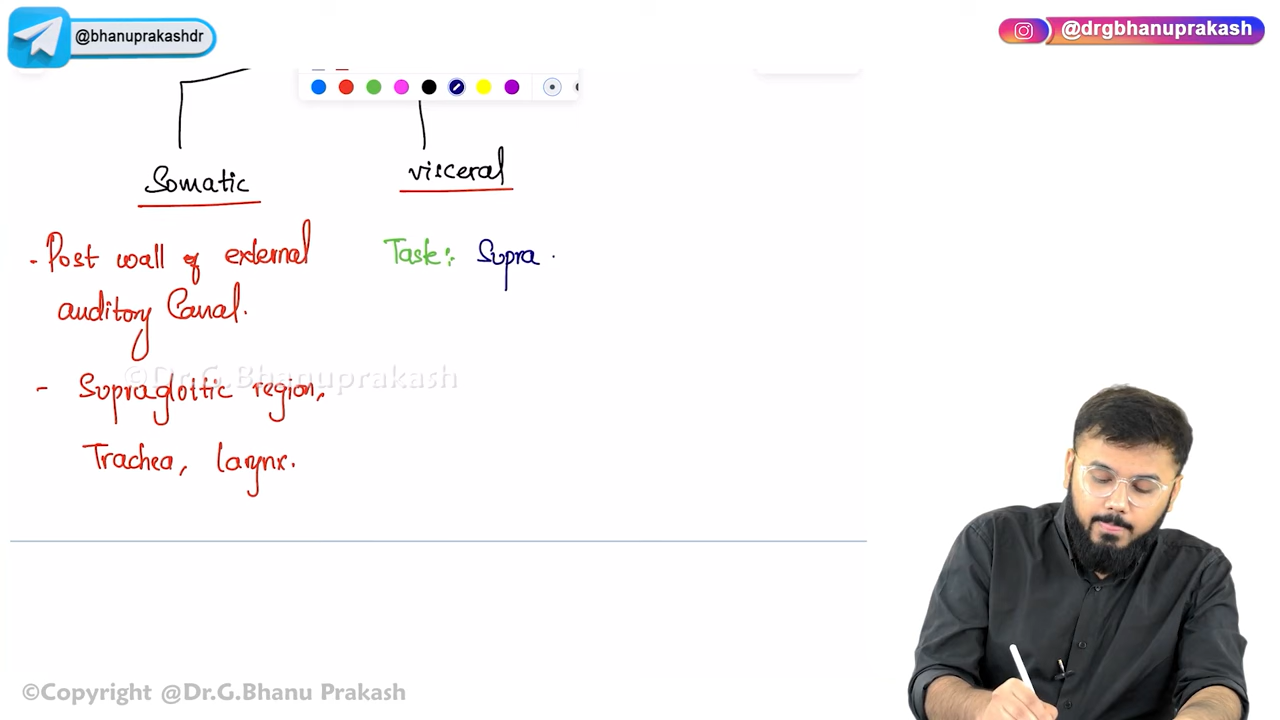 @bhanuprakashdr
@drgbhanuprakash
Somatic
visceral
- Post wall of external
auditory Canal.
- Supraglottic region,
Trachea, larynx.
Task: Supra
©Dr.G.Bhanuprakash
©Copyright @Dr.G.Bhanu Prakash